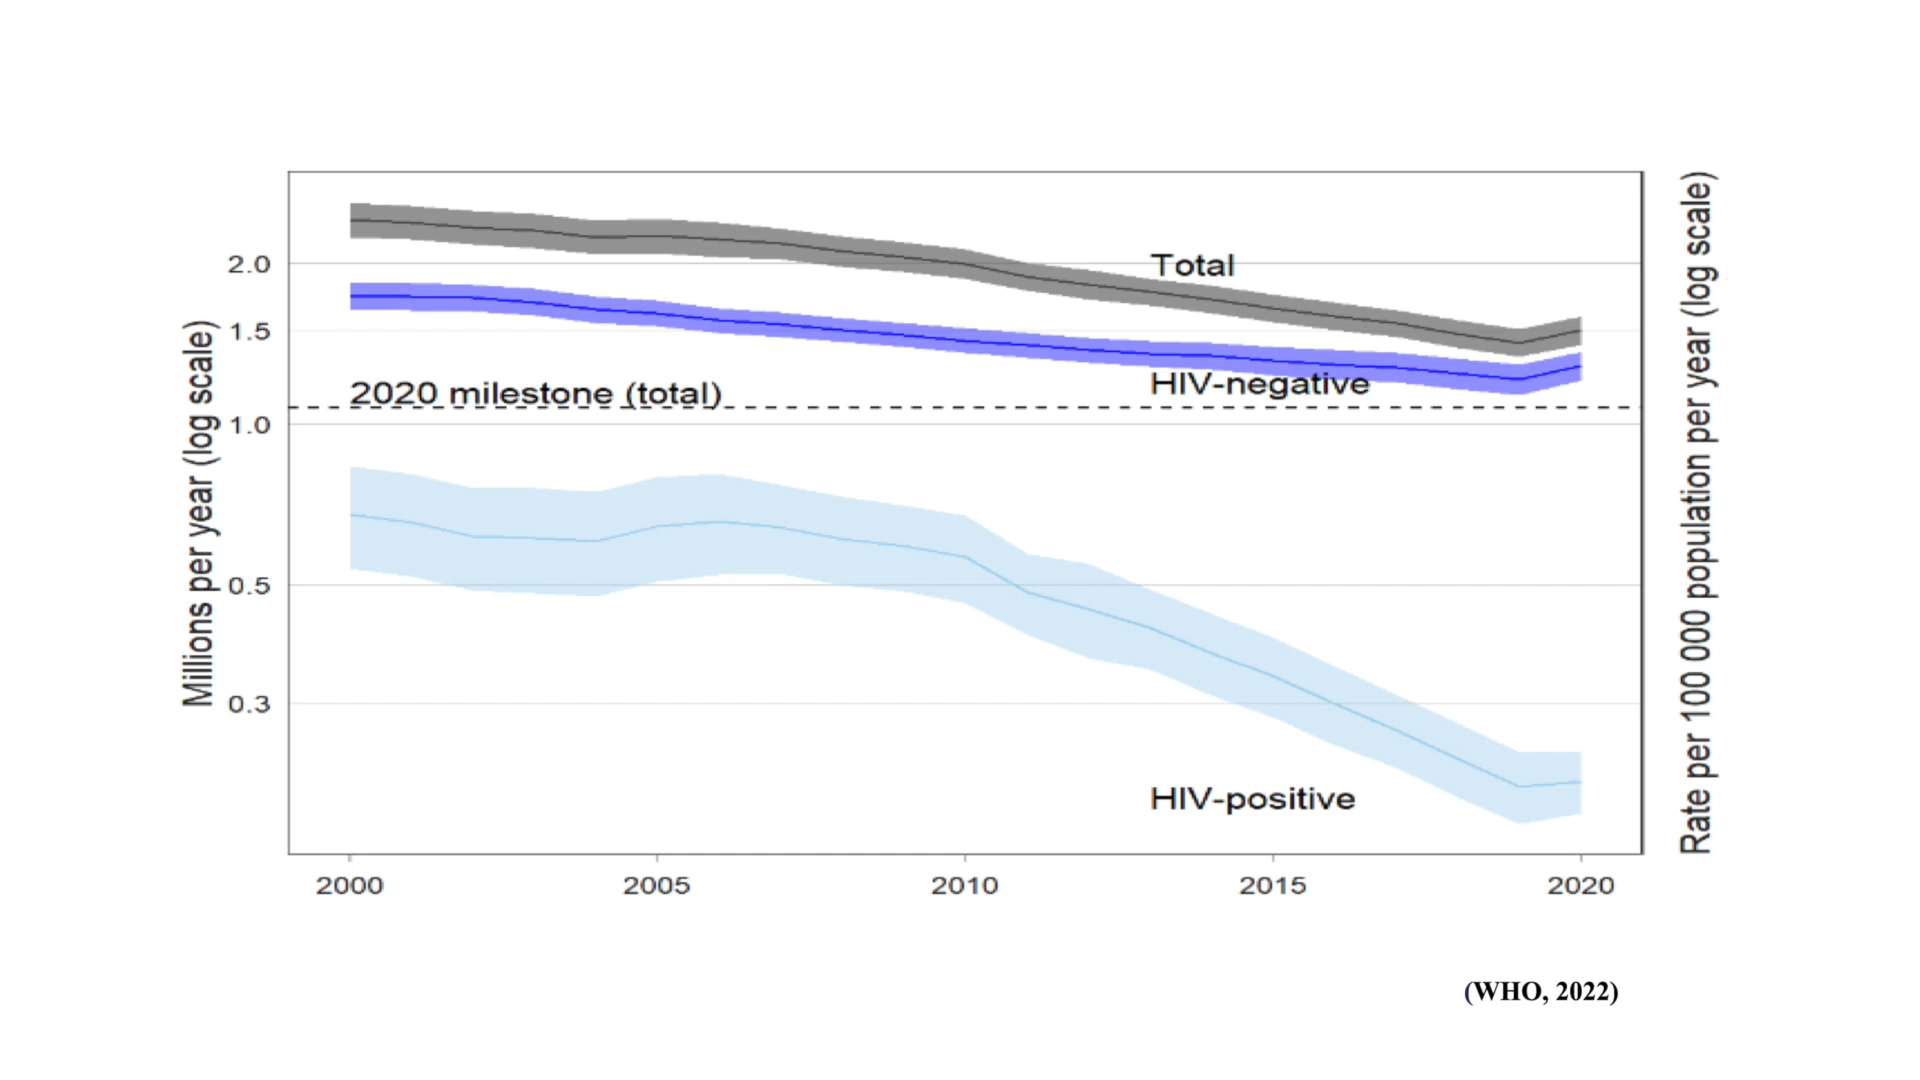 Millions per year (log scale)
2.0
1.5
1.0
0.5
0.3
Total
HIV-negative
2020 milestone (total)
HIV-positive
2000 2005 2010 2015 2020
Rate per 100 000 population per year (log scale)
(WHO, 2022)